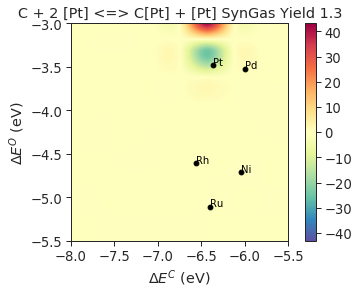 C + 2 [Pt] <=> C[Pt] + [Pt] SynGas Yield 1.3
−3.0
−3.5
−4.0
−4.5
−5.0
−5.5
ΔE^O (eV)
Pt
Pd
Rh
Ni
Ru
−8.0 −7.5 −7.0 −6.5 −6.0 −5.5
ΔE^C (eV)
40
30
20
10
0
−10
−20
−30
−40